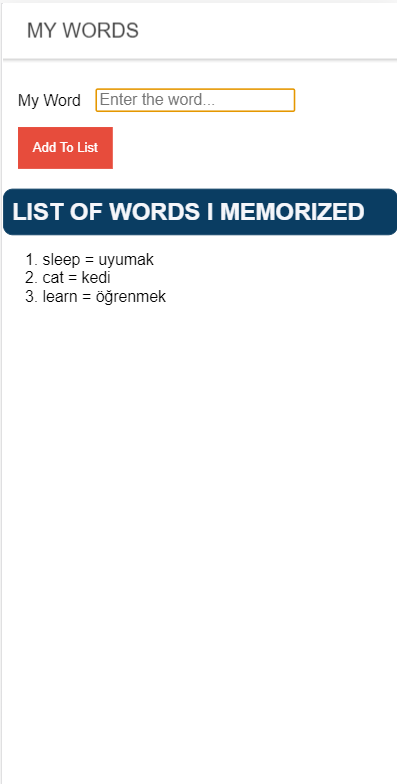 MY WORDS
My Word Enter the word...
Add To List
LIST OF WORDS I MEMORIZED
1. sleep = uyumak
2. cat = kedi
3. learn = öğrenmek